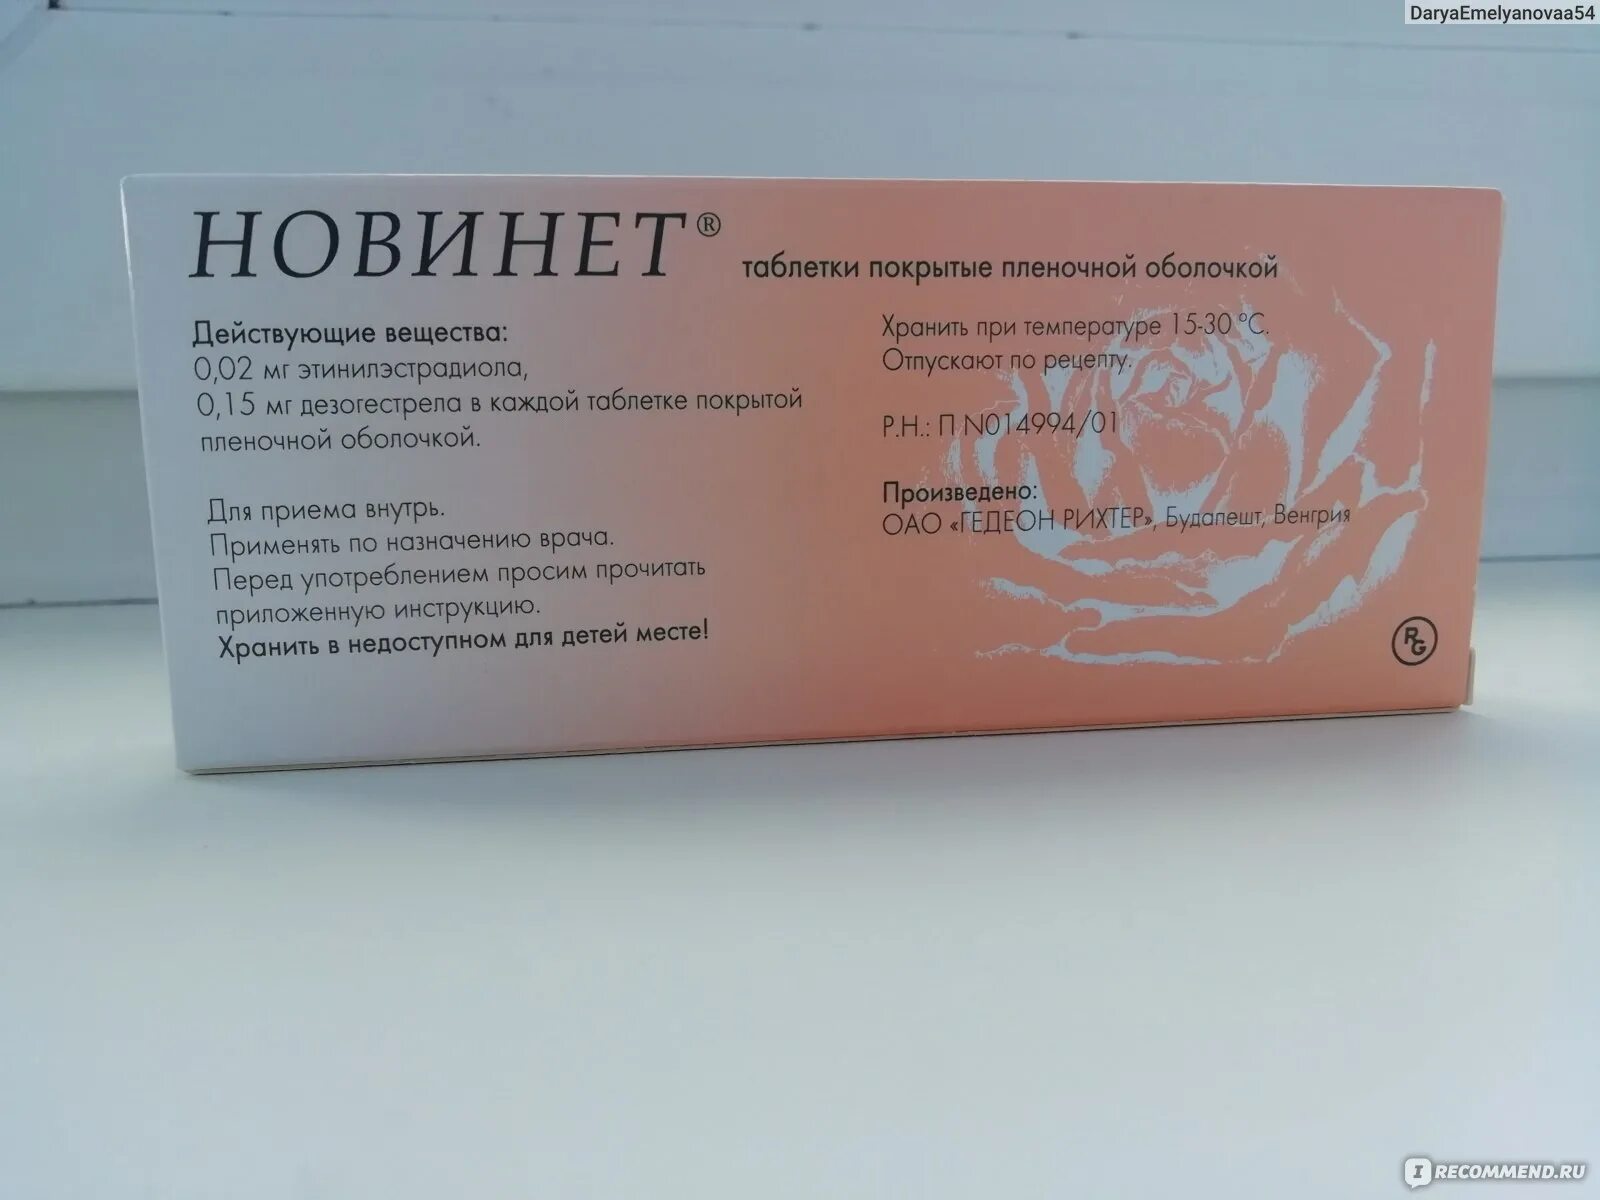 DaryaEmelyanovaa54
НОВИНЕТ®
таблетки покрытые пленочной оболочкой
Действующие вещества:
0,02 мг этинилэстрадиола,
0,15 мг дезогестрела в каждой таблетке покрытой
пленочной оболочкой.
Для приема внутрь.
Применять по назначению врача.
Перед употреблением просим прочитать
приложенную инструкцию.
Хранить в недоступном для детей месте!
Хранить при температуре 15-30 ºС.
Отпускают по рецепту.
Р.Н.: П N014994/01
Произведено:
ОАО «ГЕДЕОН РИХТЕР», Будапешт, Венгрия
RG
I RECOMMEND.RU